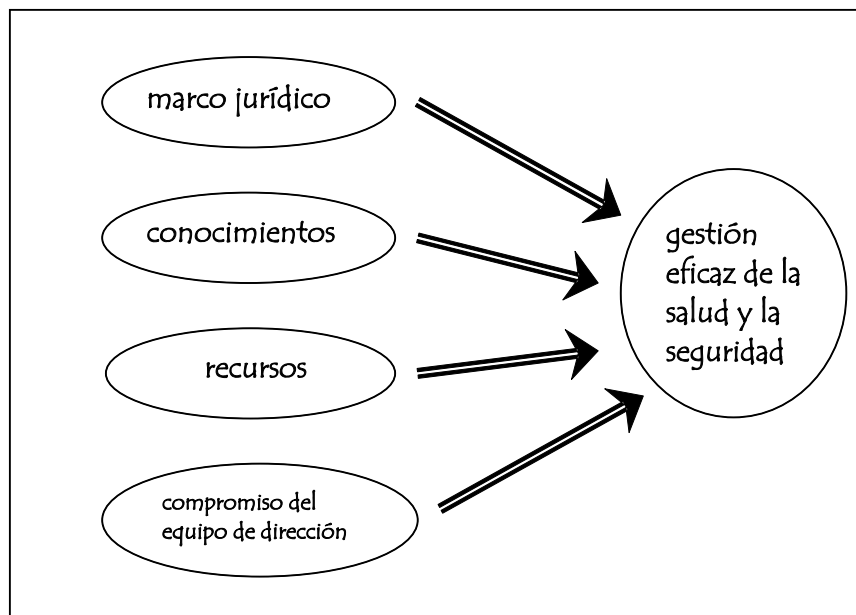 marco jurídico
conocimientos
recursos
compromiso del
equipo de dirección
gestión
eficaz de la
salud y la
seguridad